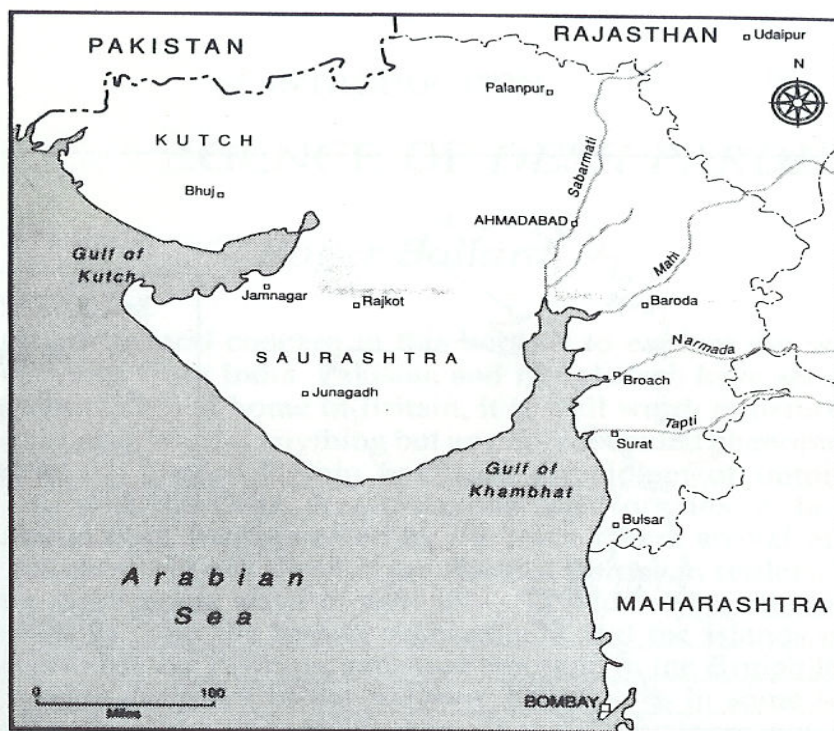 PAKISTAN
RAJASTHAN
Udaipur
N
Palanpur
KUTCH
Sabarmati
Bhuj
AHMADABAD
Gulf of
Kutch
Mahi
Jamnagar
Rajkot
Baroda
SAURASHTRA
Narmada
Broach
Junagadh
Tapti
Surat
Gulf of
Khambhat
Bulsar
Arabian
Sea
MAHARASHTRA
0 100
Miles
BOMBAY